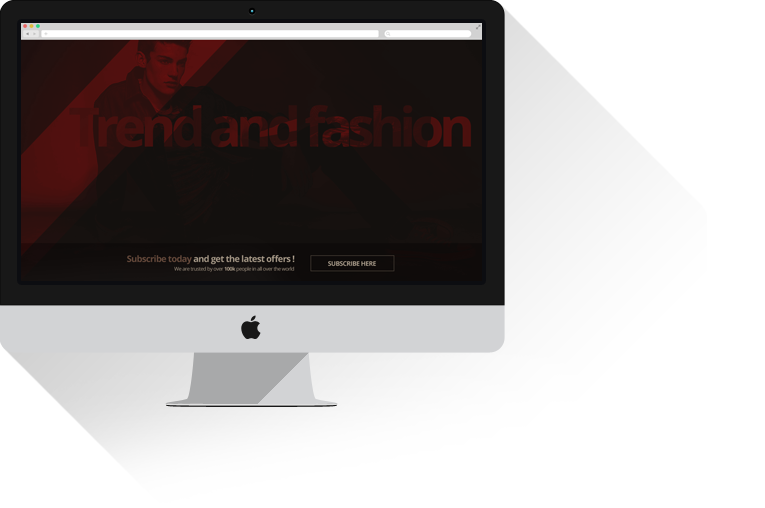 Trend and fashion
Subscribe today and get the latest offers !
We are trusted by over 100k people in all over the world
SUBSCRIBE HERE